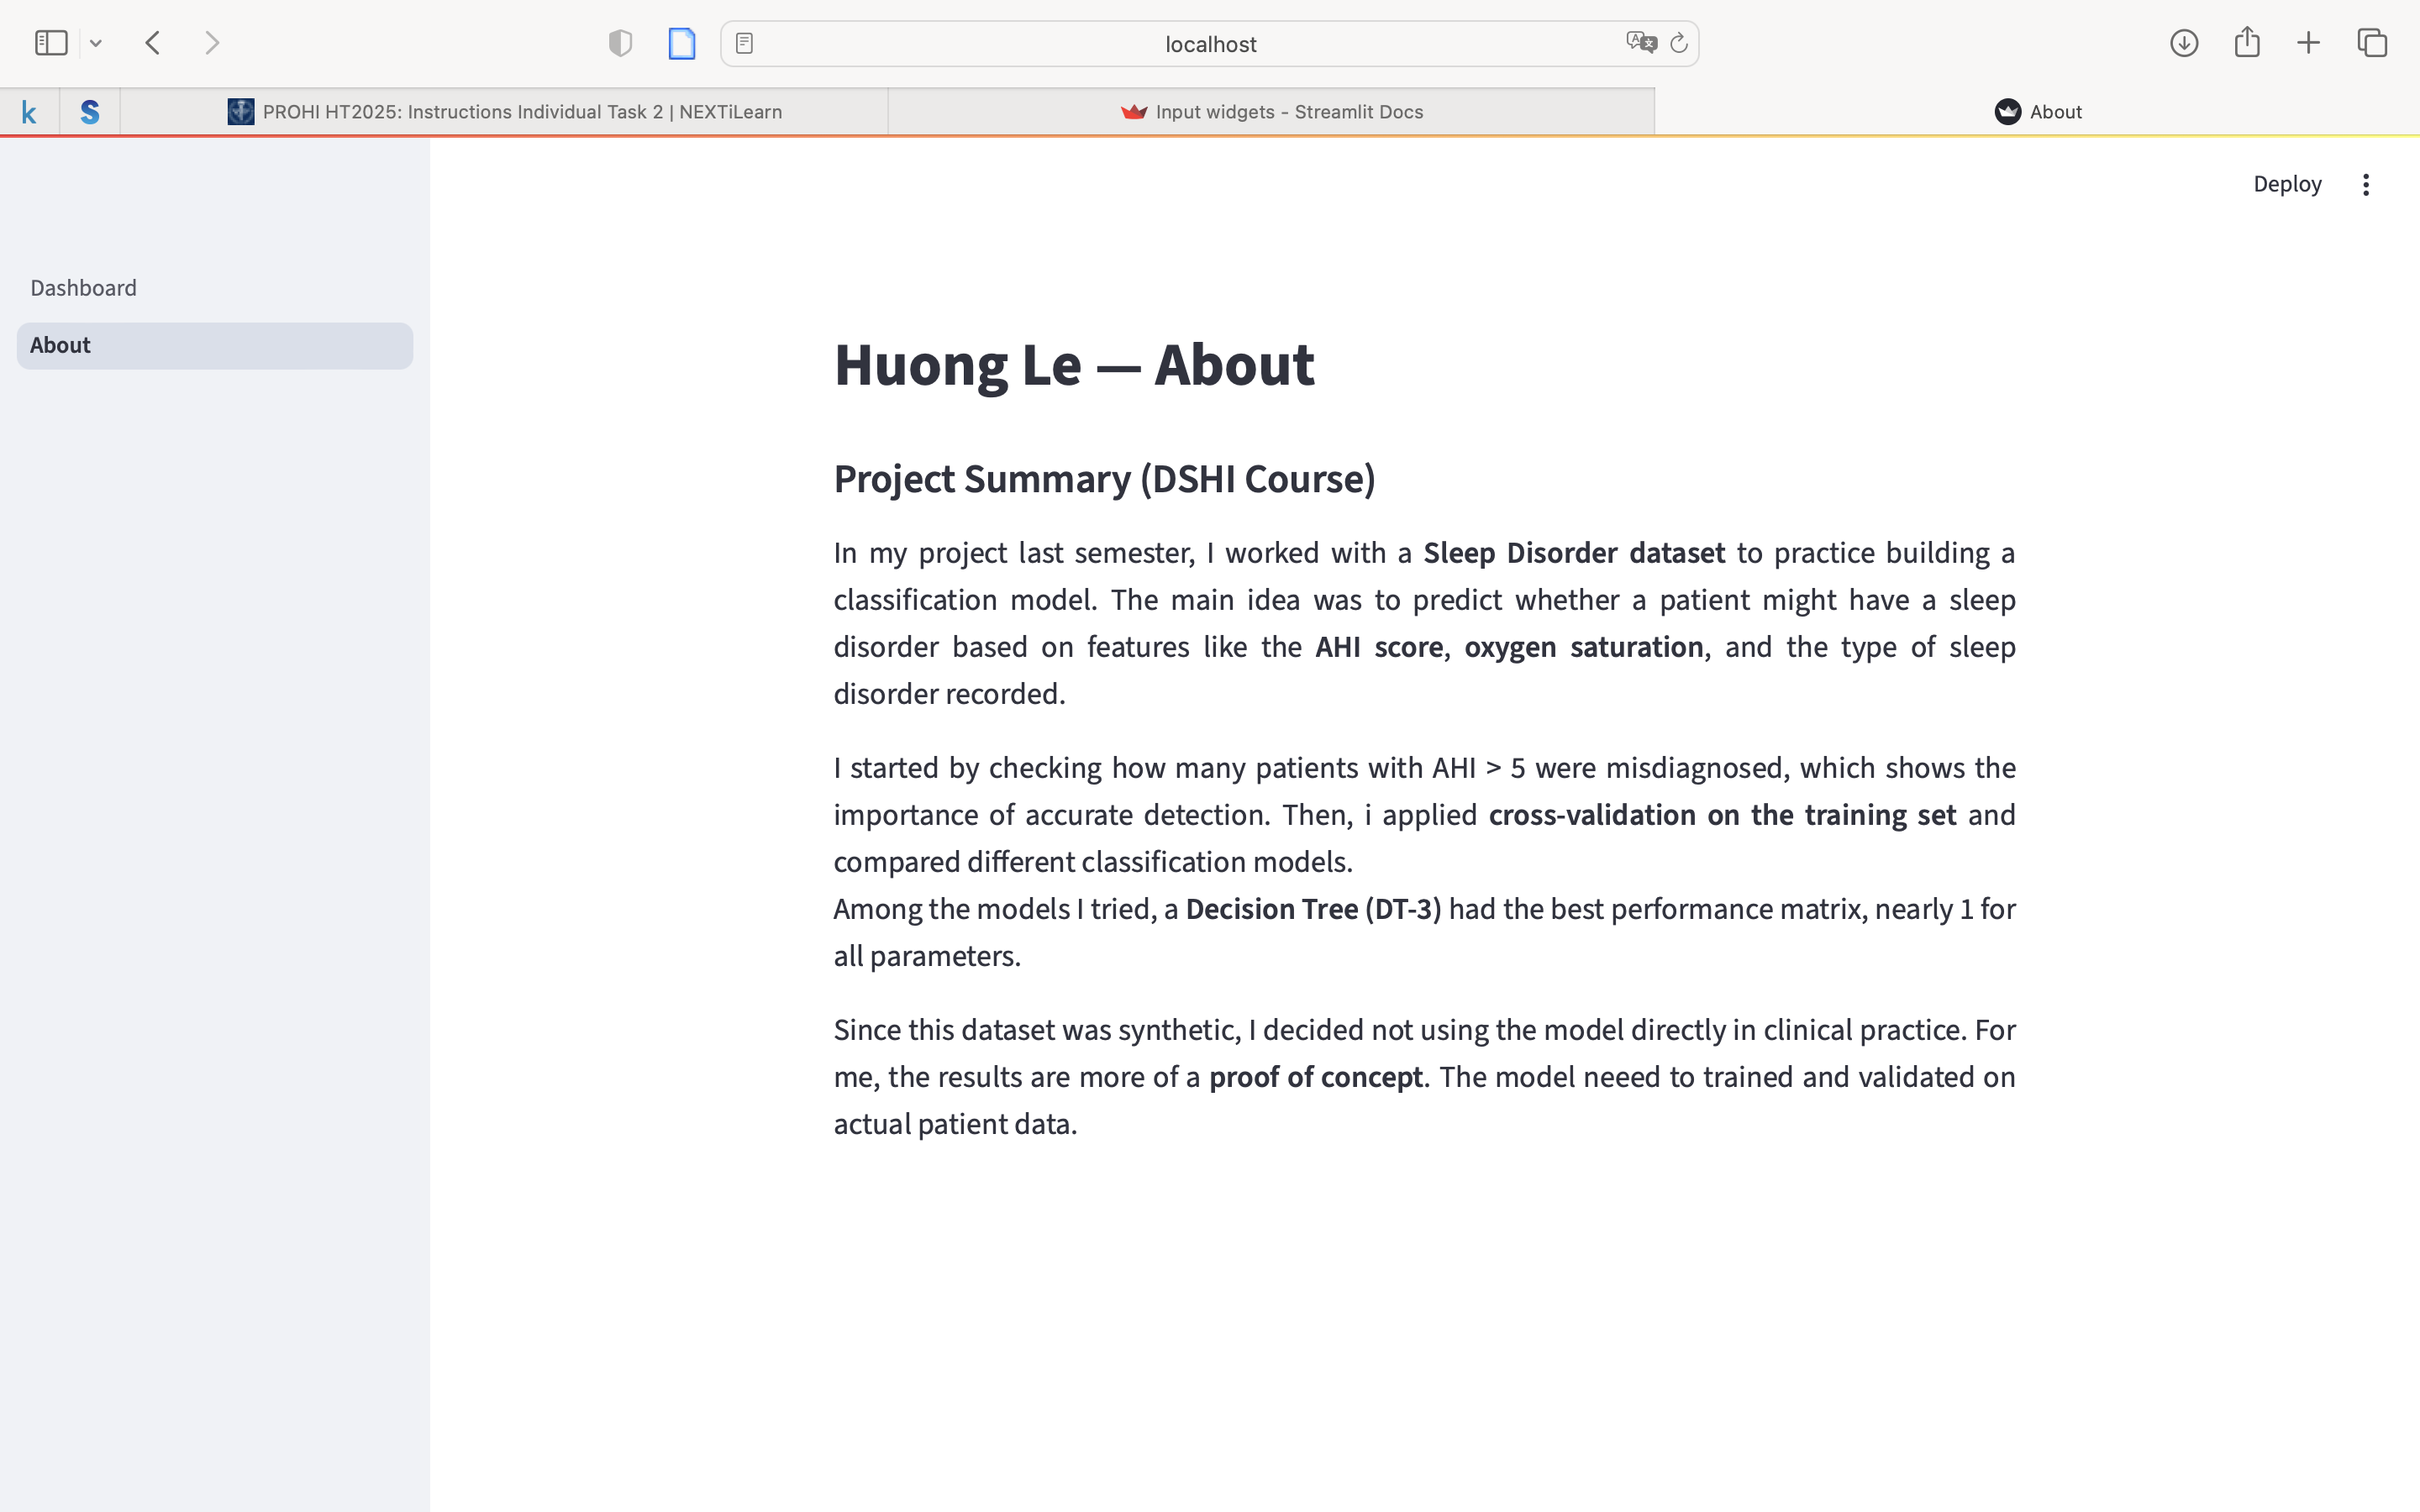 localhost
k
S
PROHI HT2025: Instructions Individual Task 2 | NEXTiLearn
Input widgets - Streamlit Docs
About
Deploy
Dashboard
About
Huong Le — About
Project Summary (DSHI Course)
In my project last semester, I worked with a Sleep Disorder dataset to practice building a
classification model. The main idea was to predict whether a patient might have a sleep
disorder based on features like the AHI score, oxygen saturation, and the type of sleep
disorder recorded.
I started by checking how many patients with AHI > 5 were misdiagnosed, which shows the
importance of accurate detection. Then, i applied cross-validation on the training set and
compared different classification models.
Among the models I tried, a Decision Tree (DT-3) had the best performance matrix, nearly 1 for
all parameters.
Since this dataset was synthetic, I decided not using the model directly in clinical practice. For
me, the results are more of a proof of concept. The model neeed to trained and validated on
actual patient data.